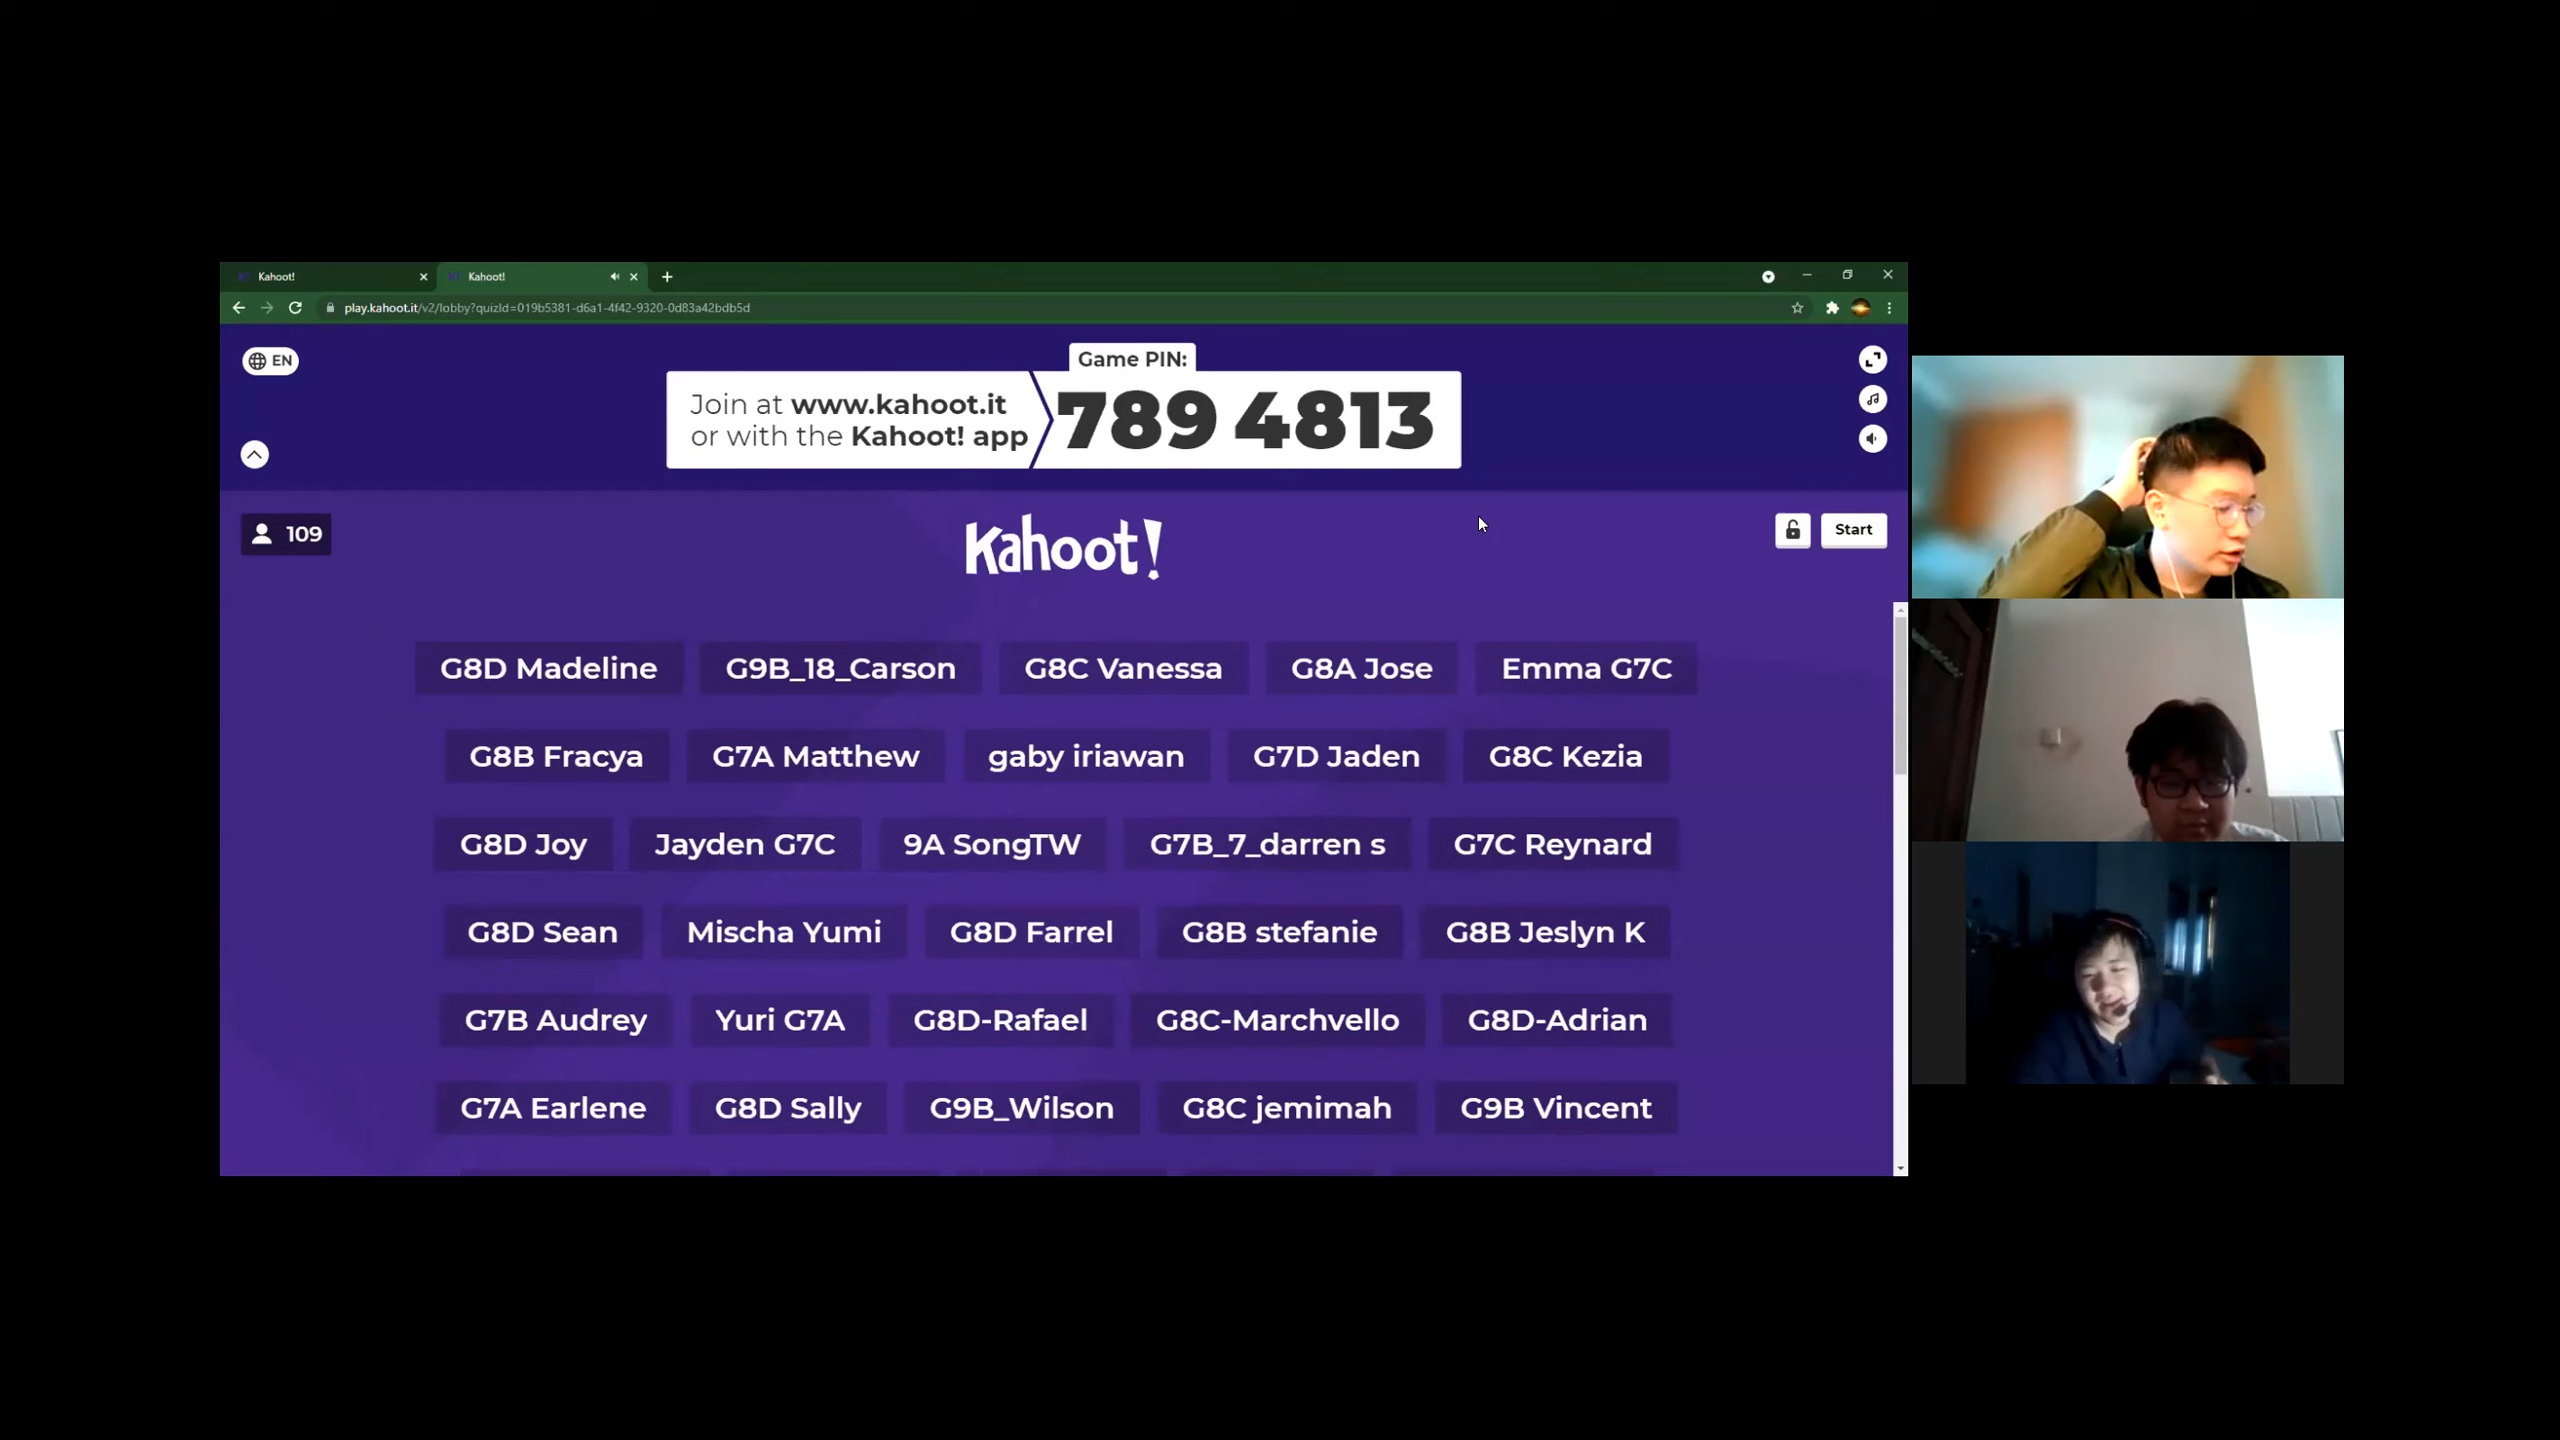 Kahoot!
Kahoot!
play.kahoot.it/v2/lobby?quizId=019b5381-d6a1-4f42-9320-0d83a42bdb5d
EN
Game PIN:
Join at www.kahoot.it
or with the Kahoot! app
789 4813
109
Kahoot!
Start
G8D Madeline G9B_18_Carson G8C Vanessa G8A Jose Emma G7C
G8B Fracya G7A Matthew gaby iriawan G7D Jaden G8C Kezia
G8D Joy Jayden G7C 9A SongTW G7B_7_darren s G7C Reynard
G8D Sean Mischa Yumi G8D Farrel G8B stefanie G8B Jeslyn K
G7B Audrey Yuri G7A G8D-Rafael G8C-Marchvello G8D-Adrian
G7A Earlene G8D Sally G9B_Wilson G8C jemimah G9B Vincent